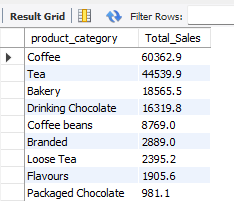 Result Grid Filter Rows:
product_category Total_Sales
Coffee 60362.9
Tea 44539.9
Bakery 18565.5
Drinking Chocolate 16319.8
Coffee beans 8769.0
Branded 2889.0
Loose Tea 2395.2
Flavours 1905.6
Packaged Chocolate 981.1